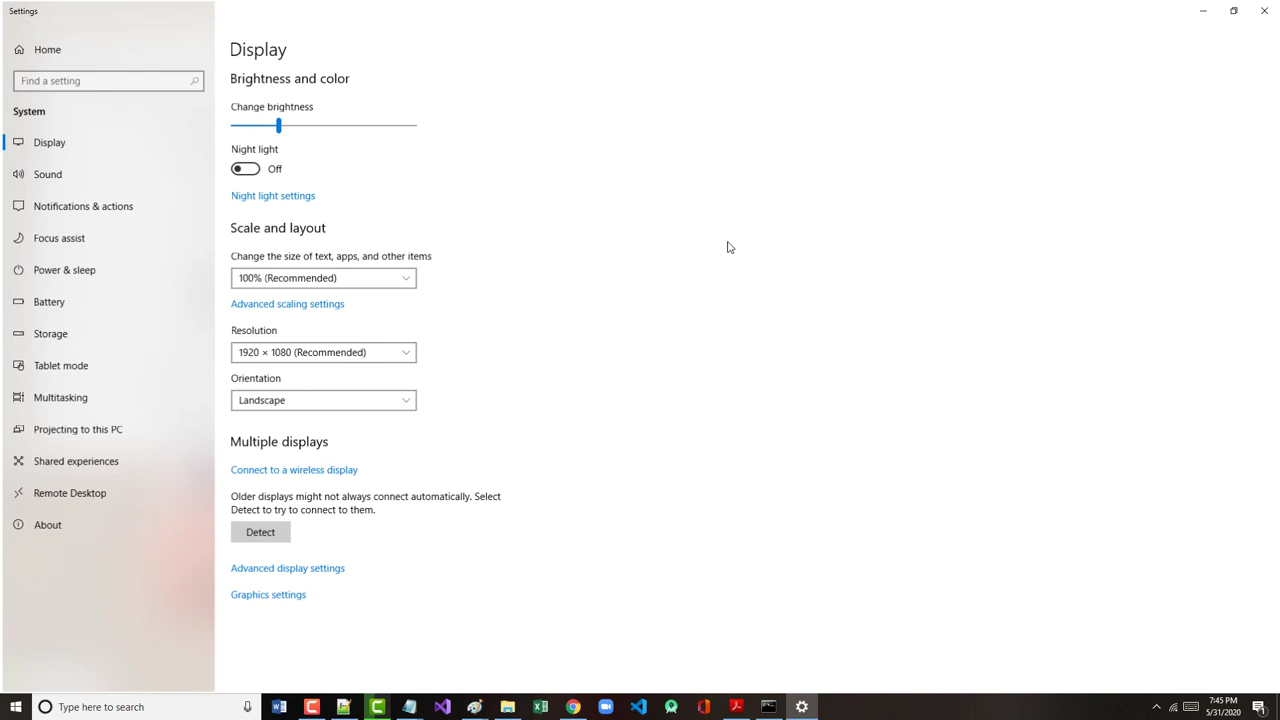 Settings
Home
Find a setting
System
Display
Sound
Notifications & actions
Focus assist
Power & sleep
Battery
Storage
Tablet mode
Multitasking
Projecting to this PC
Shared experiences
Remote Desktop
About
Display
Brightness and color
Change brightness
Night light
Off
Night light settings
Scale and layout
Change the size of text, apps, and other items
100% (Recommended)
Advanced scaling settings
Resolution
1920 × 1080 (Recommended)
Orientation
Landscape
Multiple displays
Connect to a wireless display
Older displays might not always connect automatically. Select
Detect to try to connect to them.
Detect
Advanced display settings
Graphics settings
Type here to search
7:45 PM
5/31/2020